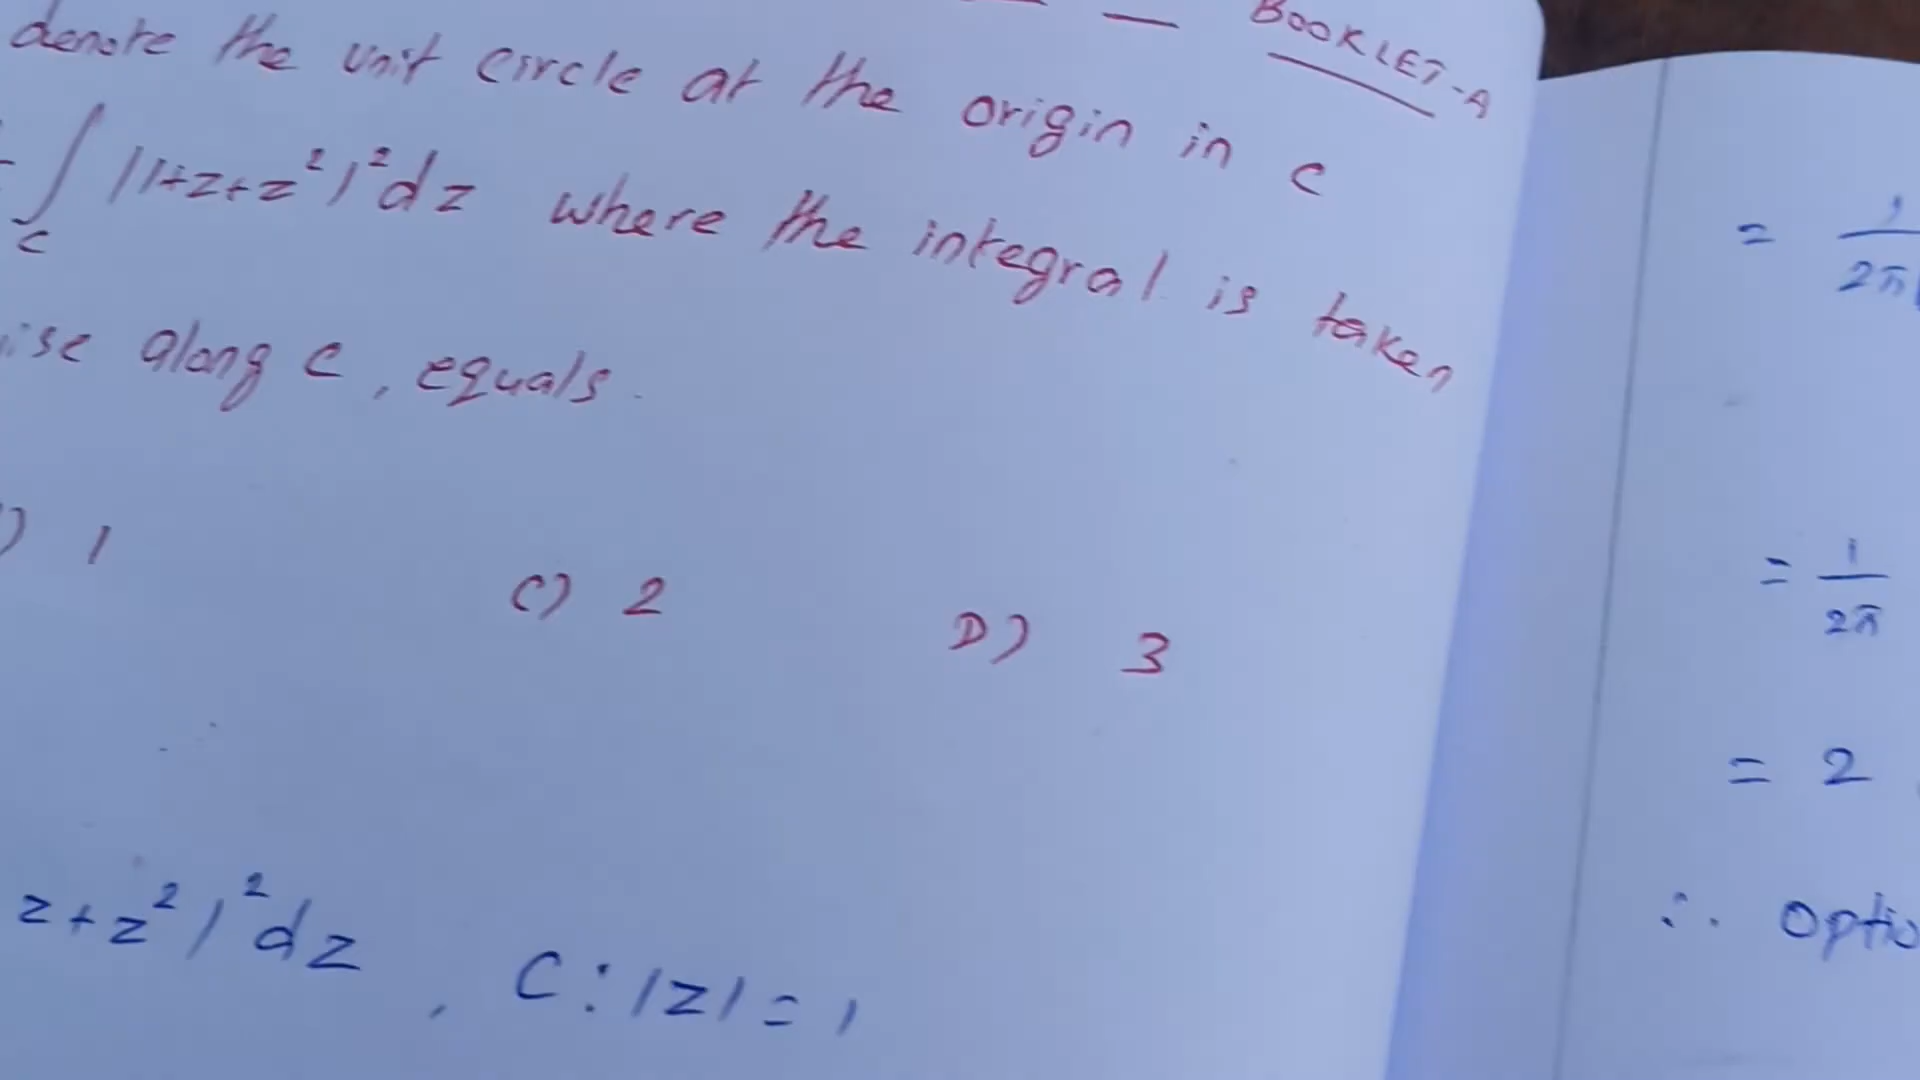 BOOKLET-A
denote the unit circle at the origin in C
∫ |1+z+z²|² dz where the integral is taken
C
ise along C, equals.
) 1
C) 2
D) 3
z+z²|² dz , C : |z| = 1
= 1
2π
= 1
2π
= 2
∴ Optio